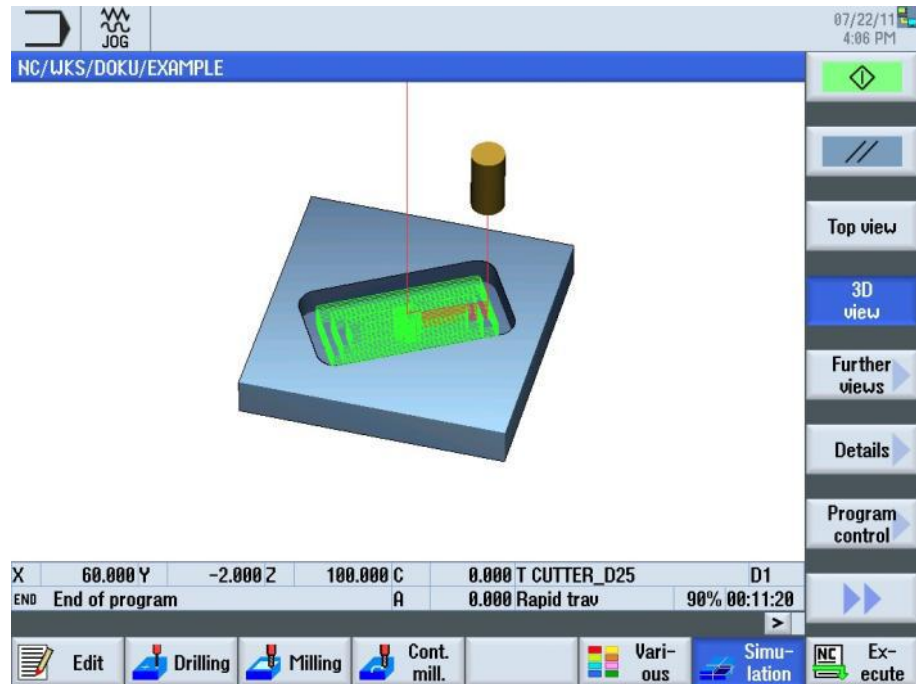 JOG
07/22/11
4:06 PM
NC/WKS/DOKU/EXAMPLE
Top view
3D
view
Further
views
Details
Program
control
X 60.000 Y -2.000 Z 100.000 C 0.000 T CUTTER_D25 D1
END End of program A 0.000 Rapid trav 90% 00:11:20
>
Edit
Drilling
Milling
Cont.
mill.
Vari-
ous
Simu-
lation
NC
Ex-
ecute